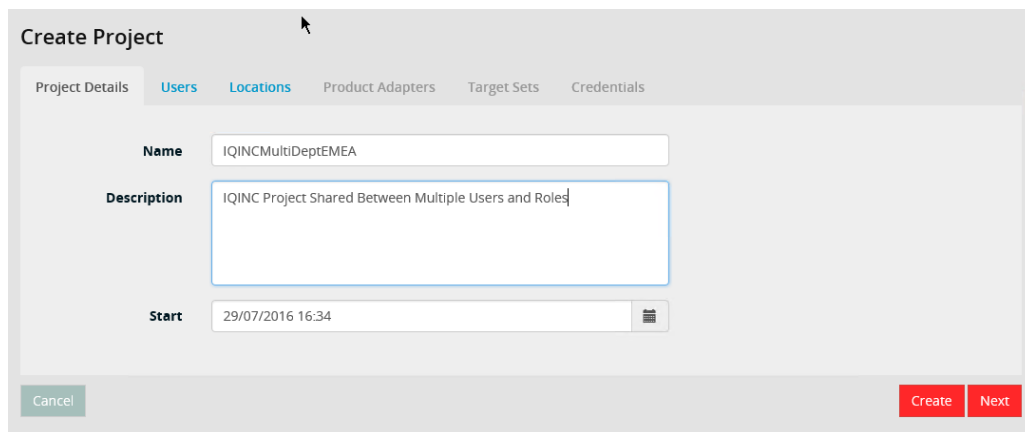 Create Project
Project Details Users Locations Product Adapters Target Sets Credentials
Name IQINCMultiDeptEMEA
Description IQINC Project Shared Between Multiple Users and Roles
Start 29/07/2016 16:34
Cancel Create Next